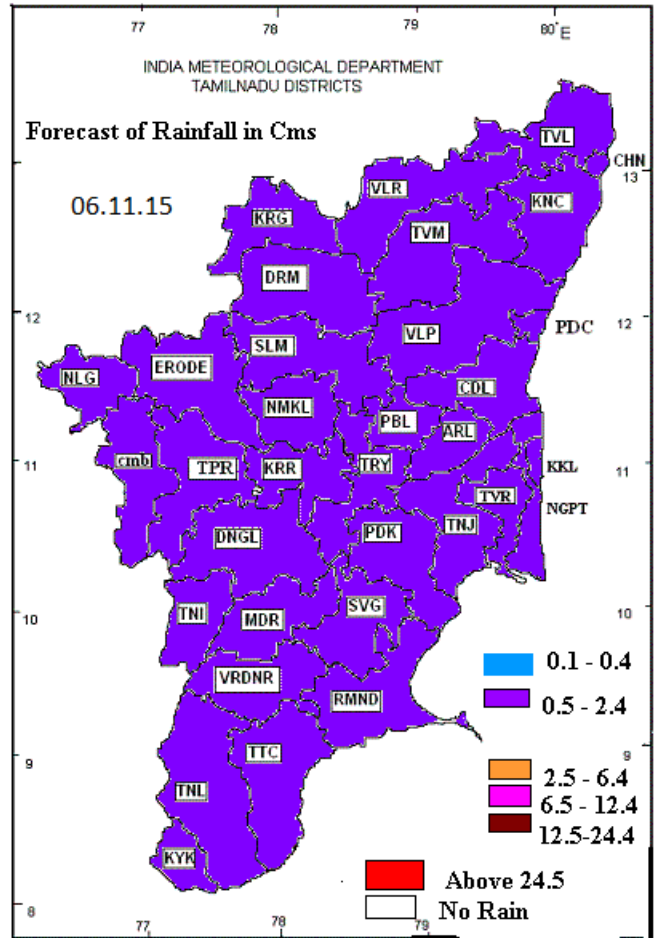 77 78 79 80°E
INDIA METEOROLOGICAL DEPARTMENT
TAMILNADU DISTRICTS
Forecast of Rainfall in Cms
TVL
CHN
13
VLR
KNC
06.11.15
KRG
TVM
DRM
12
12
VLP
PDC
SLM
ERODE
NLG
CDL
NMKL
PBL
ARL
11
cmb
TPR
KRR
TRY
KKL
11
TVR
NGPT
TNJ
DNGL
PDK
10
TNI
MDR
SVG
10
0.1 - 0.4
VRDNR
RMND
0.5 - 2.4
9
TTC
9
2.5 - 6.4
TNL
6.5 - 12.4
12.5-24.4
KYK
Above 24.5
8
No Rain
77 78 79